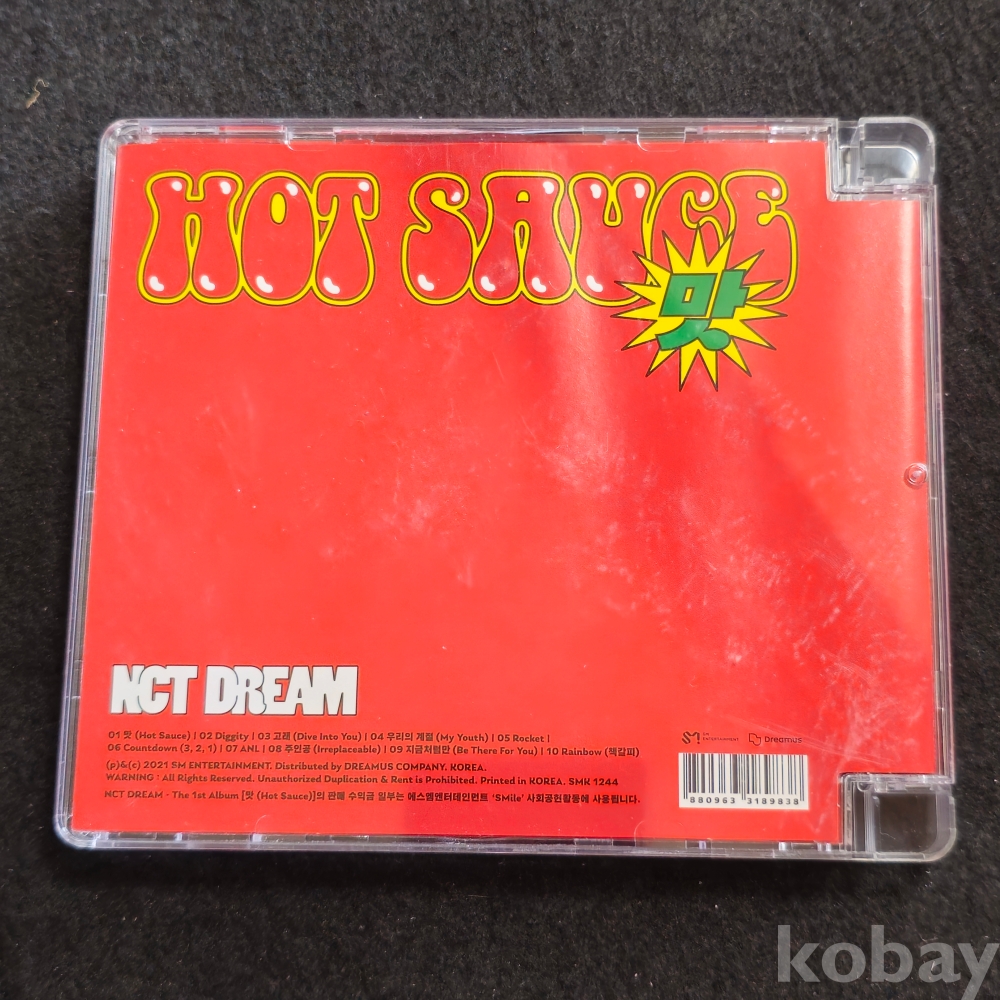 HOT SAUCE
맛
NCT DREAM
01 맛 (Hot Sauce) | 02 Diggity | 03 고래 (Dive Into You) | 04 우리의 계절 (My Youth) | 05 Rocket |
06 Countdown (3, 2, 1) | 07 ANL | 08 주인공 (Irreplaceable) | 09 지금처럼만 (Be There For You) | 10 Rainbow (책갈피)
(p)&(c) 2021 SM ENTERTAINMENT. Distributed by DREAMUS COMPANY. KOREA.
WARNING : All Rights Reserved. Unauthorized Duplication & Rent is Prohibited. Printed in KOREA. SMK 1244
NCT DREAM - The 1st Album [맛 (Hot Sauce)]의 판매 수익금 일부는 에스엠엔터테인먼트 ‘SMile’ 사회공헌활동에 사용됩니다.
SM ENTERTAINMENT Dreamus
8 809633 189838
kobay